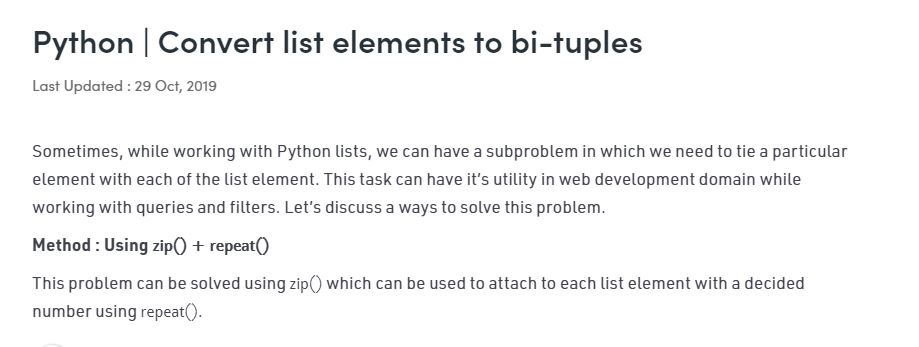 Python | Convert list elements to bi-tuples
Last Updated : 29 Oct, 2019
Sometimes, while working with Python lists, we can have a subproblem in which we need to tie a particular
element with each of the list element. This task can have it's utility in web development domain while
working with queries and filters. Let's discuss a ways to solve this problem.
Method : Using zip() + repeat()
This problem can be solved using zip() which can be used to attach to each list element with a decided
number using repeat().